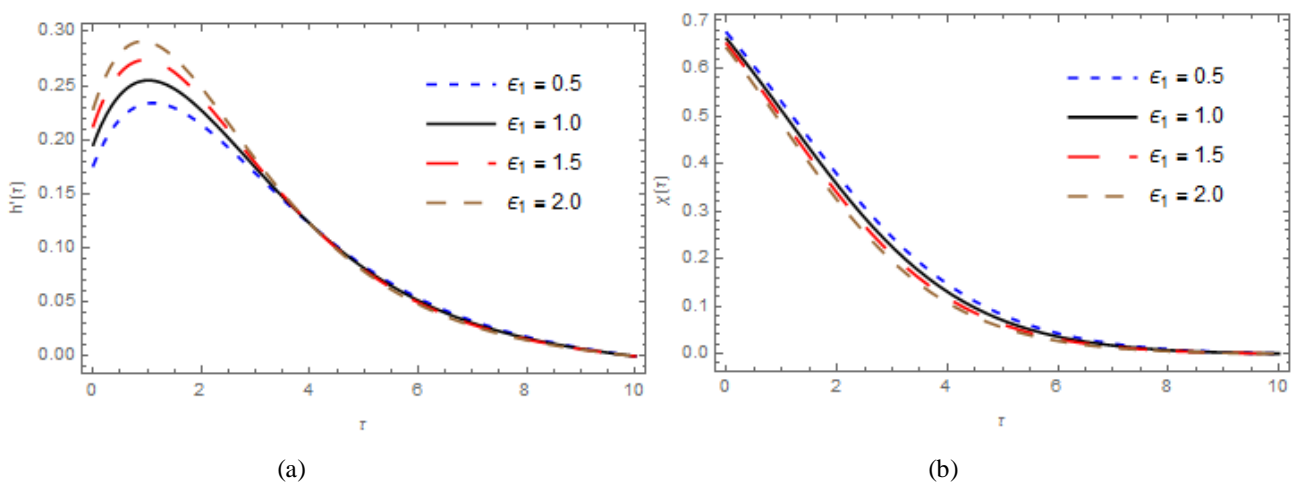 0.30
0.25
0.20
0.15
0.10
0.05
0.00
h'(τ)
ϵ₁ = 0.5
ϵ₁ = 1.0
ϵ₁ = 1.5
ϵ₁ = 2.0
0 2 4 6 8 10
τ
(a)
0.7
0.6
0.5
0.4
0.3
0.2
0.1
0.0
χ(τ)
ϵ₁ = 0.5
ϵ₁ = 1.0
ϵ₁ = 1.5
ϵ₁ = 2.0
0 2 4 6 8 10
τ
(b)